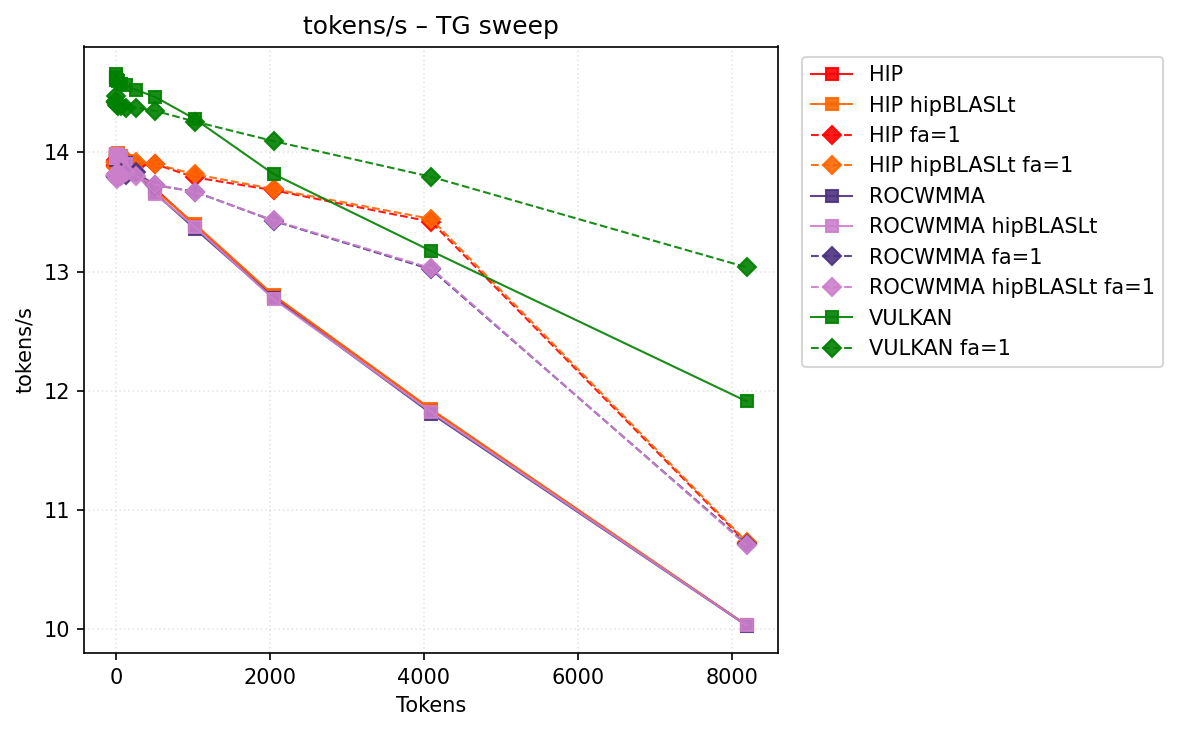 tokens/s – TG sweep
14
13
12
11
10
tokens/s
0 2000 4000 6000 8000
Tokens
HIP
HIP hipBLASLt
HIP fa=1
HIP hipBLASLt fa=1
ROCWMMA
ROCWMMA hipBLASLt
ROCWMMA fa=1
ROCWMMA hipBLASLt fa=1
VULKAN
VULKAN fa=1